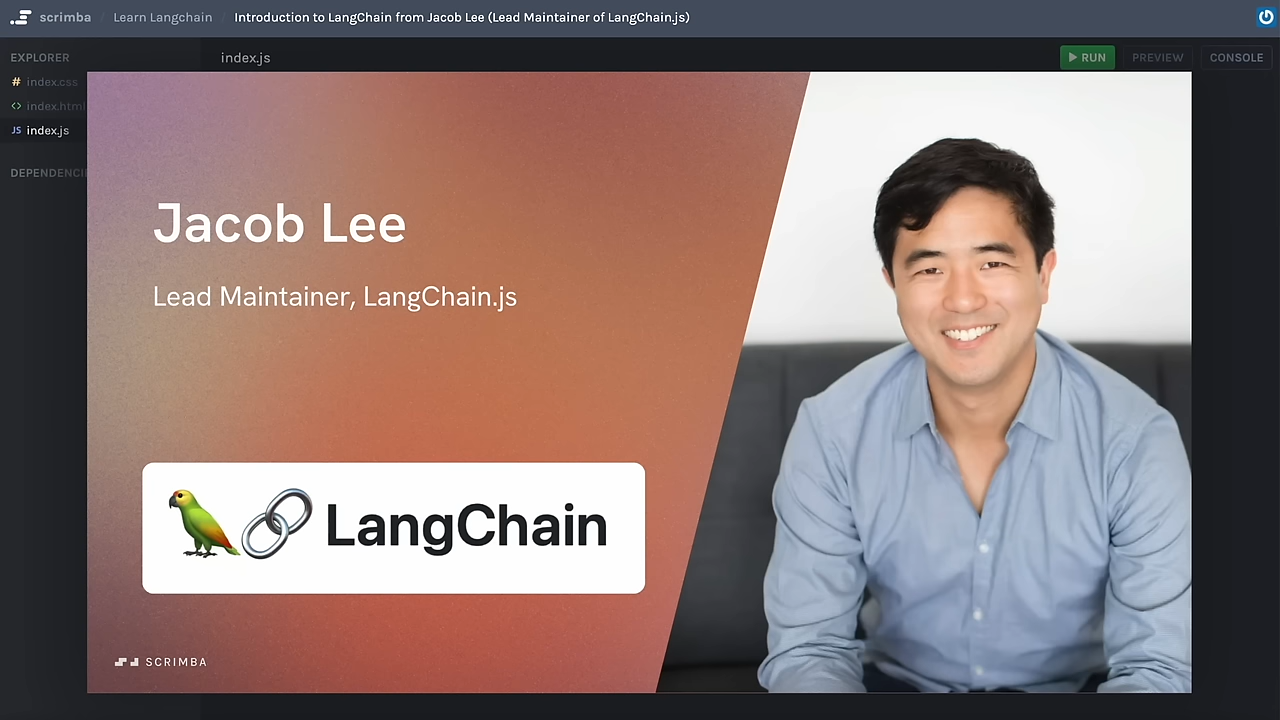 scrimba / Learn Langchain / Introduction to LangChain from Jacob Lee (Lead Maintainer of LangChain.js)
EXPLORER
index.js
RUN
PREVIEW
CONSOLE
# index.css
<> index.html
JS index.js
DEPENDENCI
Jacob Lee
Lead Maintainer, LangChain.js
LangChain
SCRIMBA